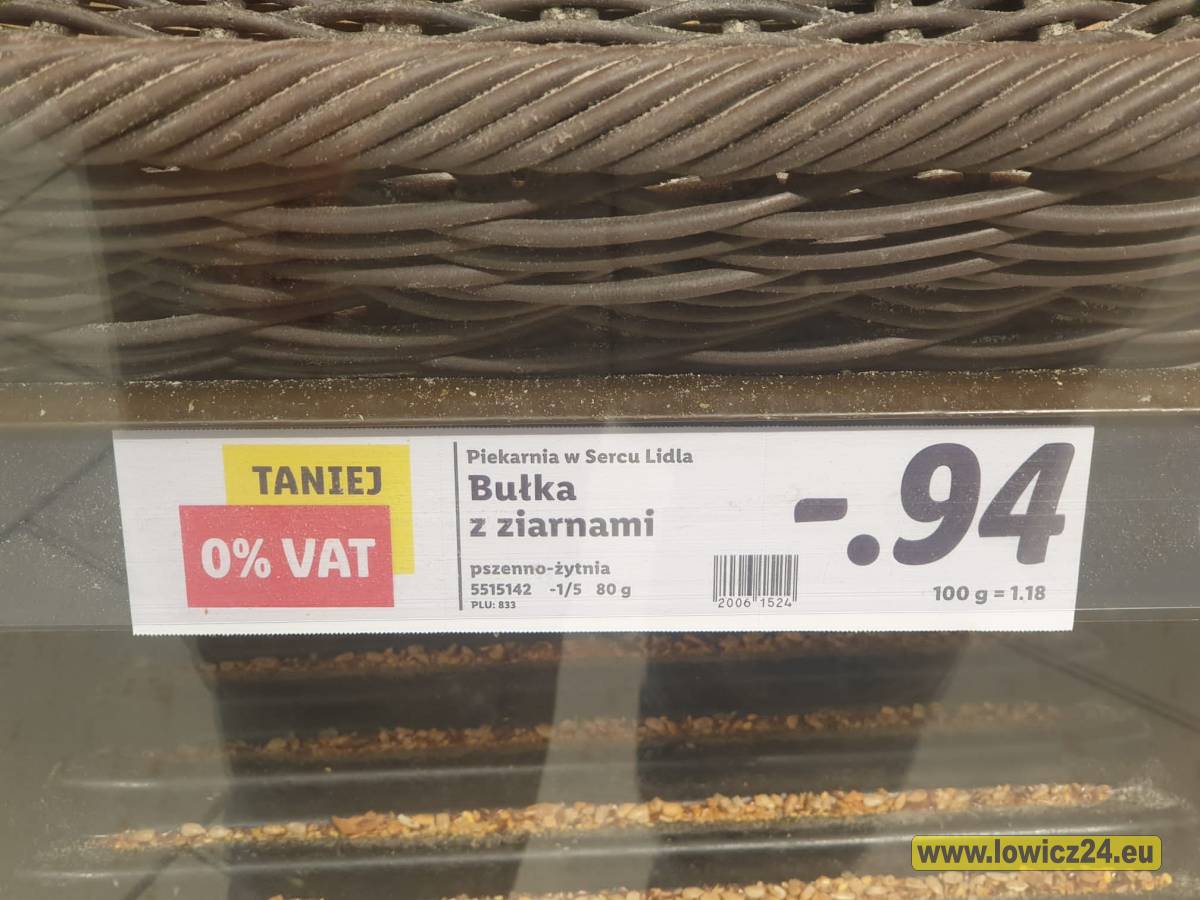 TANIEJ
0% VAT
Piekarnia w Sercu Lidla
Bułka
z ziarnami
pszenno-żytnia
5515142 -1/5 80 g
PLU: 833
2006 1524
-.94
100 g = 1.18
www.lowicz24.eu